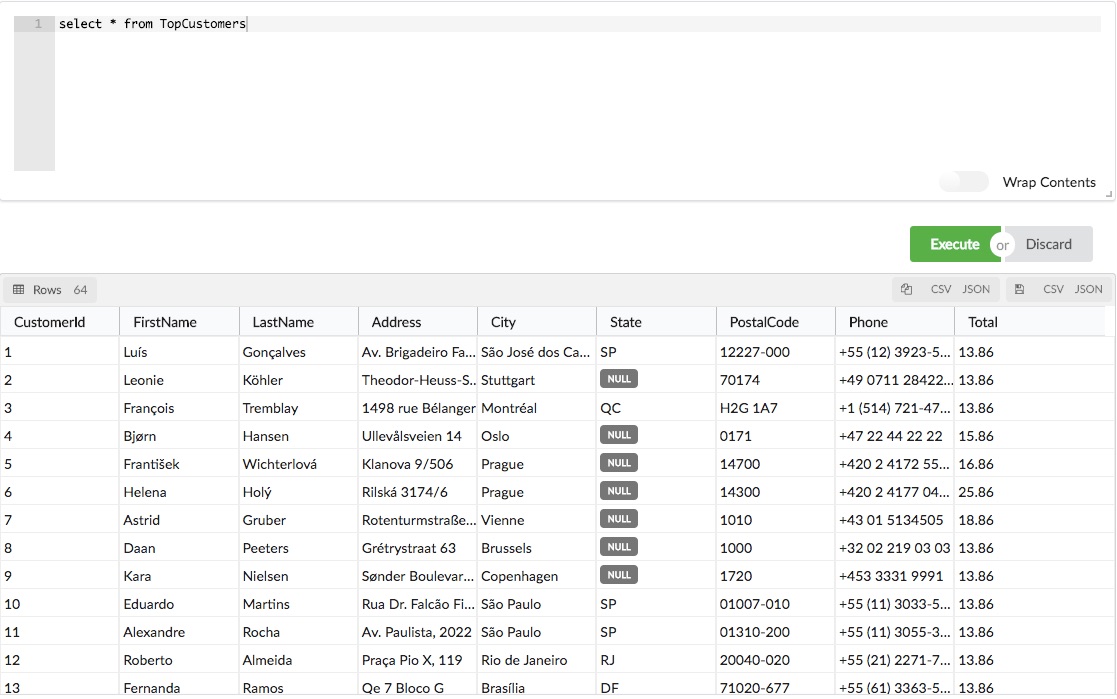 1 select * from TopCustomers
Wrap Contents
Execute or Discard
Rows 64 CSV JSON CSV JSON
CustomerId FirstName LastName Address City State PostalCode Phone Total
1 Luís Gonçalves Av. Brigadeiro Fa... São José dos Ca... SP 12227-000 +55 (12) 3923-5... 13.86
2 Leonie Köhler Theodor-Heuss-S... Stuttgart NULL 70174 +49 0711 28422... 13.86
3 François Tremblay 1498 rue Bélanger Montréal QC H2G 1A7 +1 (514) 721-47... 13.86
4 Bjørn Hansen Ullevålsveien 14 Oslo NULL 0171 +47 22 44 22 22 15.86
5 František Wichterlová Klanova 9/506 Prague NULL 14700 +420 2 4172 55... 16.86
6 Helena Holý Rilská 3174/6 Prague NULL 14300 +420 2 4177 04... 25.86
7 Astrid Gruber Rotenturmstraße... Vienne NULL 1010 +43 01 5134505 18.86
8 Daan Peeters Grétrystraat 63 Brussels NULL 1000 +32 02 219 03 03 13.86
9 Kara Nielsen Sønder Boulevar... Copenhagen NULL 1720 +453 3331 9991 13.86
10 Eduardo Martins Rua Dr. Falcão Fi... São Paulo SP 01007-010 +55 (11) 3033-5... 13.86
11 Alexandre Rocha Av. Paulista, 2022 São Paulo SP 01310-200 +55 (11) 3055-3... 13.86
12 Roberto Almeida Praça Pio X, 119 Rio de Janeiro RJ 20040-020 +55 (21) 2271-7... 13.86
13 Fernanda Ramos Qe 7 Bloco G Brasília DF 71020-677 +55 (61) 3363-5... 13.86